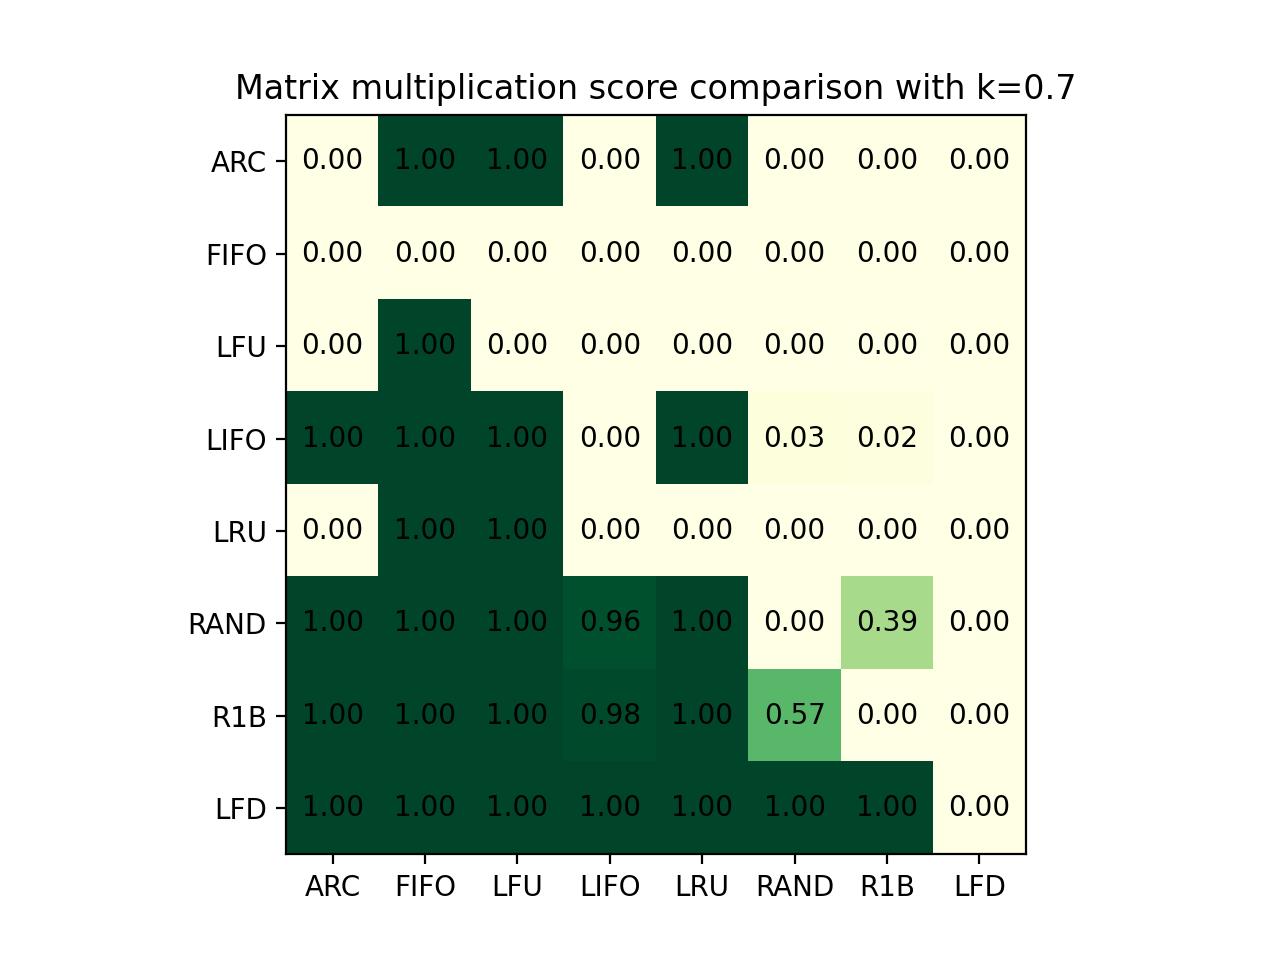 Matrix multiplication score comparison with k=0.7
ARC 0.00 1.00 1.00 0.00 1.00 0.00 0.00 0.00
FIFO 0.00 0.00 0.00 0.00 0.00 0.00 0.00 0.00
LFU 0.00 1.00 0.00 0.00 0.00 0.00 0.00 0.00
LIFO 1.00 1.00 1.00 0.00 1.00 0.03 0.02 0.00
LRU 0.00 1.00 1.00 0.00 0.00 0.00 0.00 0.00
RAND 1.00 1.00 1.00 0.96 1.00 0.00 0.39 0.00
R1B 1.00 1.00 1.00 0.98 1.00 0.57 0.00 0.00
LFD 1.00 1.00 1.00 1.00 1.00 1.00 1.00 0.00
ARC FIFO LFU LIFO LRU RAND R1B LFD